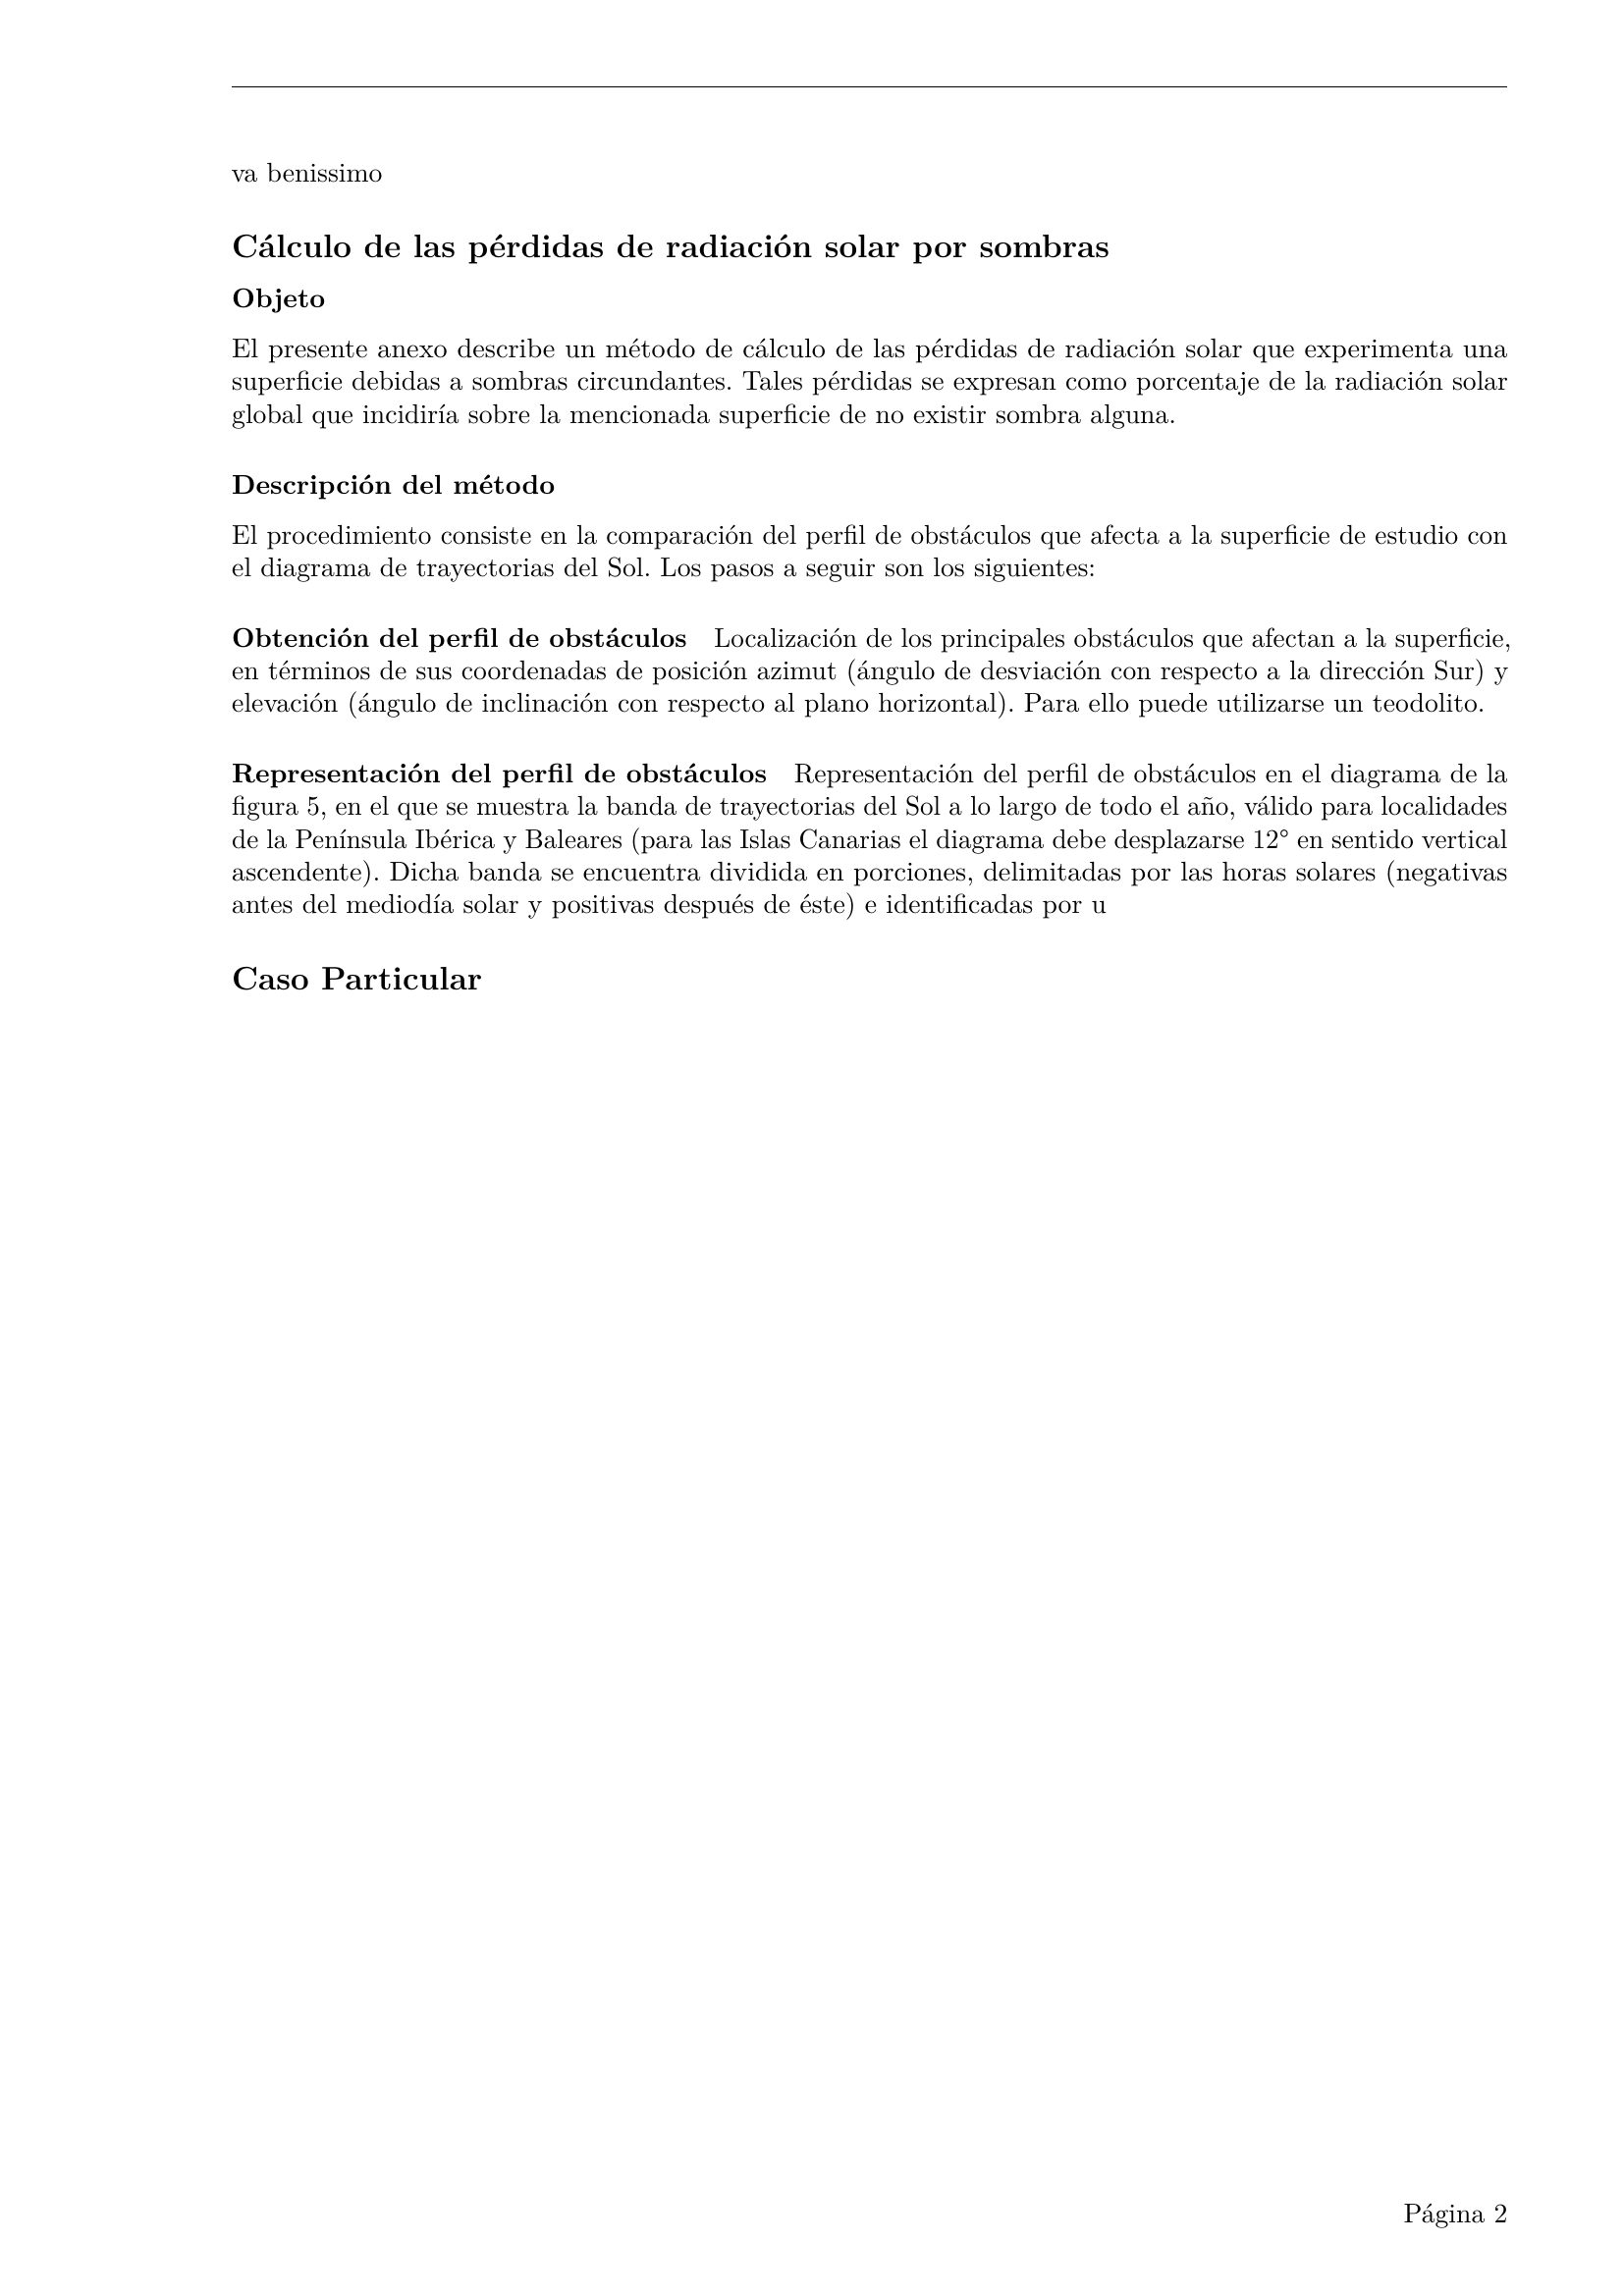 va benissimo
Cálculo de las pérdidas de radiación solar por sombras
Objeto
El presente anexo describe un método de cálculo de las pérdidas de radiación solar que experimenta una
superficie debidas a sombras circundantes. Tales pérdidas se expresan como porcentaje de la radiación solar
global que incidiría sobre la mencionada superficie de no existir sombra alguna.
Descripción del método
El procedimiento consiste en la comparación del perfil de obstáculos que afecta a la superficie de estudio con
el diagrama de trayectorias del Sol. Los pasos a seguir son los siguientes:
Obtención del perfil de obstáculos Localización de los principales obstáculos que afectan a la superficie,
en términos de sus coordenadas de posición azimut (ángulo de desviación con respecto a la dirección Sur) y
elevación (ángulo de inclinación con respecto al plano horizontal). Para ello puede utilizarse un teodolito.
Representación del perfil de obstáculos Representación del perfil de obstáculos en el diagrama de la
figura 5, en el que se muestra la banda de trayectorias del Sol a lo largo de todo el año, válido para localidades
de la Península Ibérica y Baleares (para las Islas Canarias el diagrama debe desplazarse 12° en sentido vertical
ascendente). Dicha banda se encuentra dividida en porciones, delimitadas por las horas solares (negativas
antes del mediodía solar y positivas después de éste) e identificadas por u
Caso Particular
Página 2